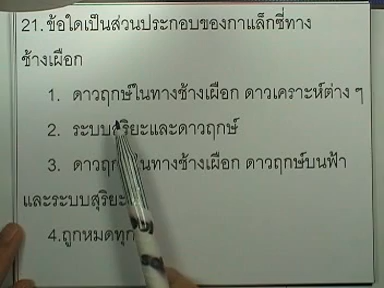 21.ข้อใดเป็นส่วนประกอบของกาแล็กซี่ทาง
ช้างเผือก
1. ดาวฤกษ์ในทางช้างเผือก ดาวเคราะห์ต่าง ๆ
2. ระบบสุริยะและดาวฤกษ์
3. ในทางช้างเผือก ดาวฤกษ์บนฟ้า
และระบบสุริยะ
4.ถูกหมดทุก